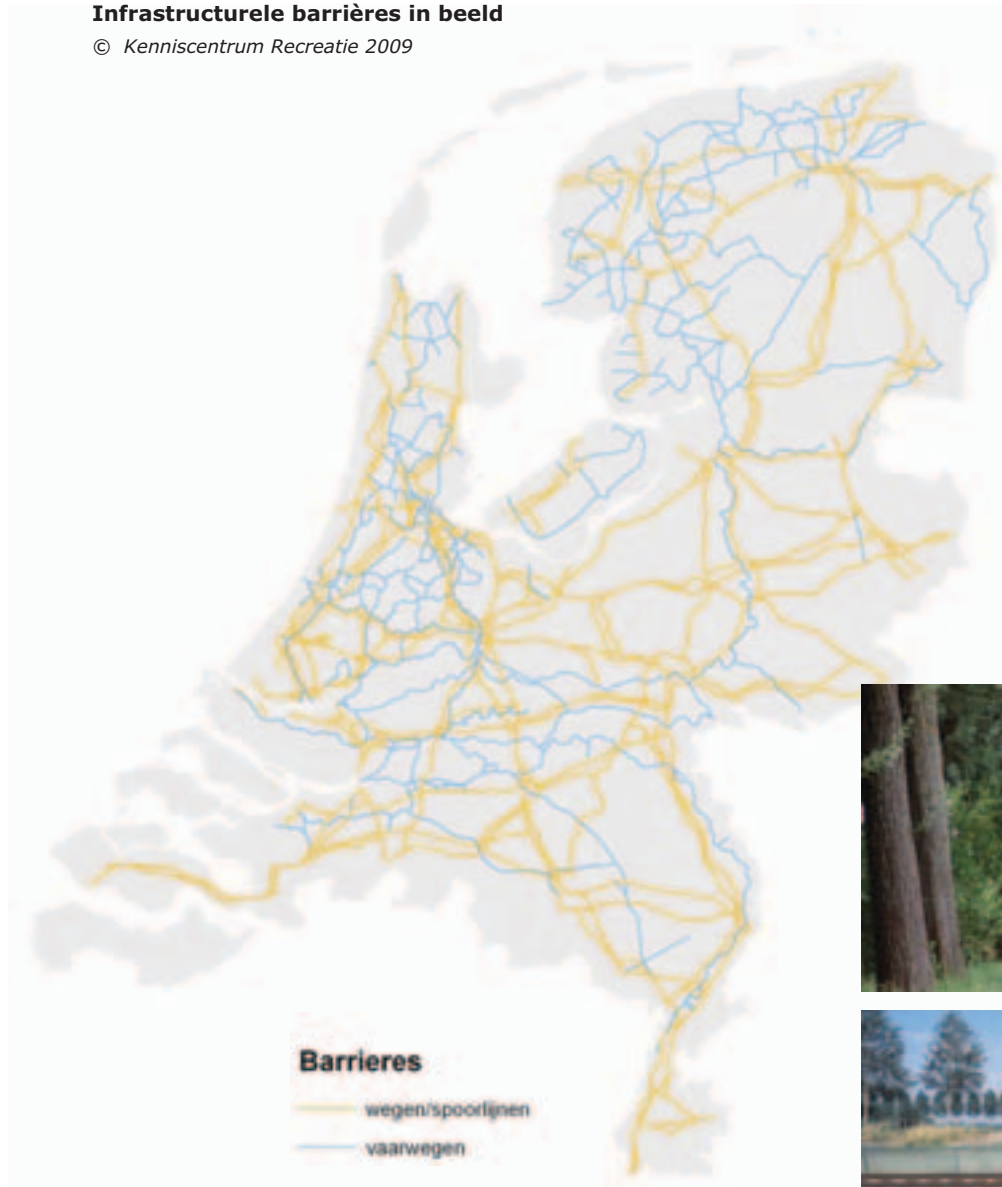 Infrastructurele barrières in beeld
© Kenniscentrum Recreatie 2009
Barrieres
wegen/spoorlijnen
vaarwegen